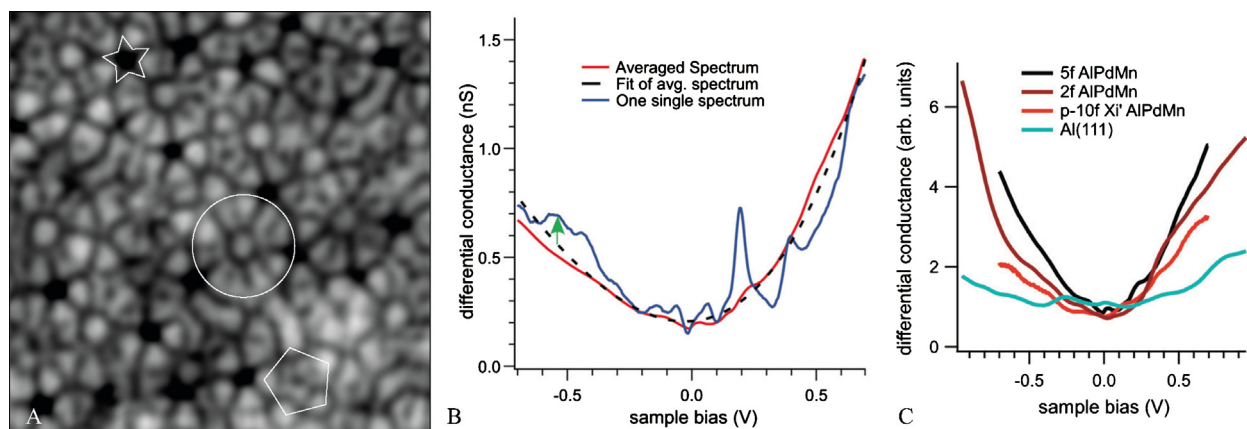 A
B
differential conductance (nS)
1.5
1.0
0.5
0.0
Averaged Spectrum
Fit of avg. spectrum
One single spectrum
-0.5
0.0
0.5
sample bias (V)
C
differential conductance (arb. units)
6
4
2
0
5f AlPdMn
2f AlPdMn
p-10f Xi' AlPdMn
Al(111)
-0.5
0.0
0.5
sample bias (V)